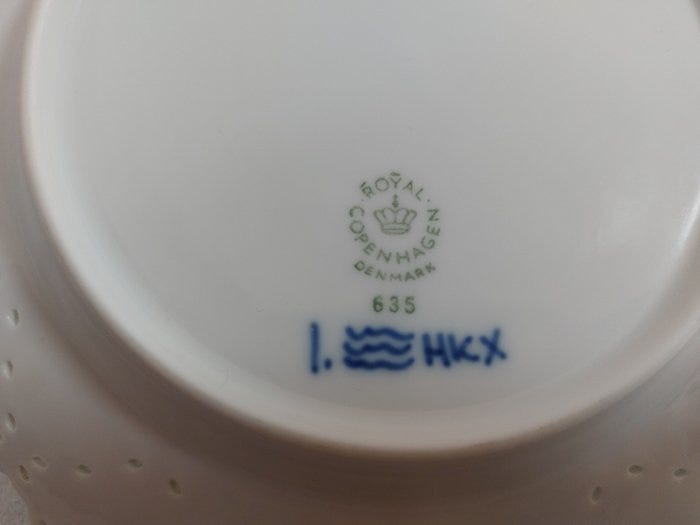 ROYAL
COPENHAGEN
DENMARK
635
1. HKX